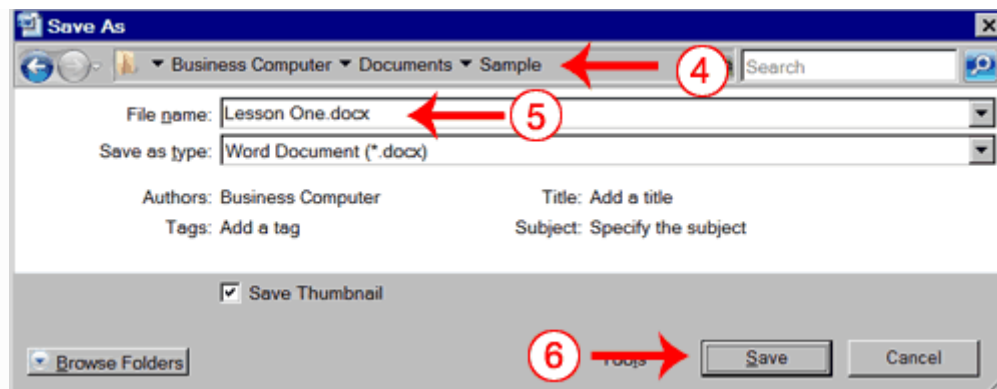 Save As
Business Computer Documents Sample 4 Search
File name: Lesson One.docx 5
Save as type: Word Document (*.docx)
Authors: Business Computer Title: Add a title
Tags: Add a tag Subject: Specify the subject
Save Thumbnail
Browse Folders 6 Tools Save Cancel